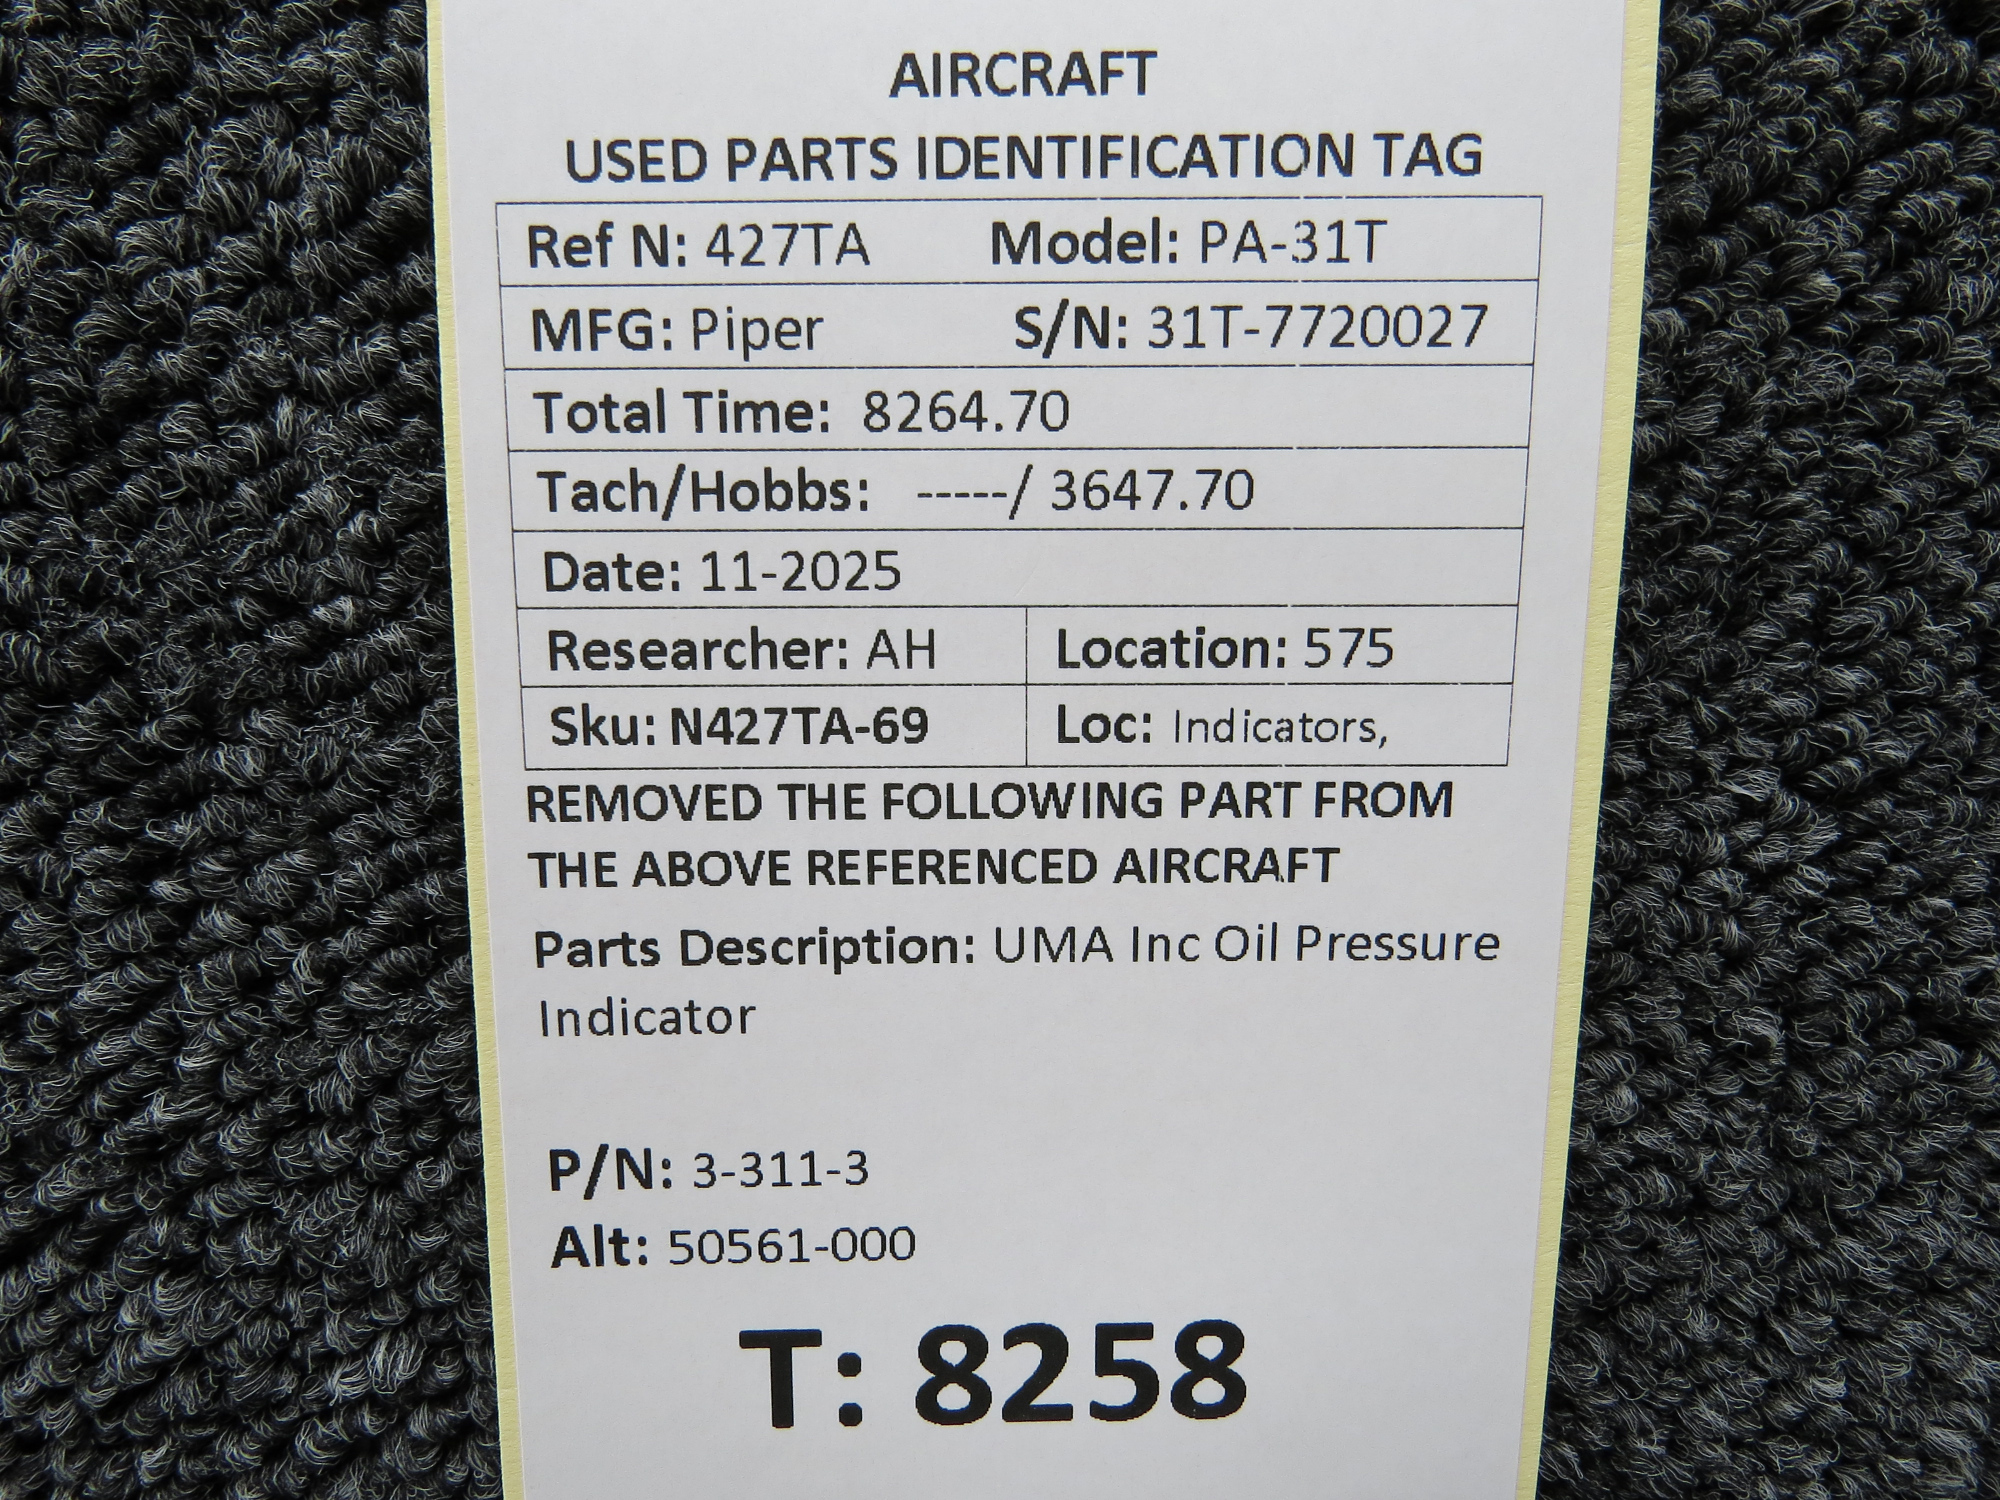 AIRCRAFT
USED PARTS IDENTIFICATION TAG
Ref N: 427TA Model: PA-31T
MFG: Piper S/N: 31T-7720027
Total Time: 8264.70
Tach/Hobbs: -----/ 3647.70
Date: 11-2025
Researcher: AH Location: 575
Sku: N427TA-69 Loc: Indicators,
REMOVED THE FOLLOWING PART FROM
THE ABOVE REFERENCED AIRCRAFT
Parts Description: UMA Inc Oil Pressure
Indicator
P/N: 3-311-3
Alt: 50561-000
T: 8258